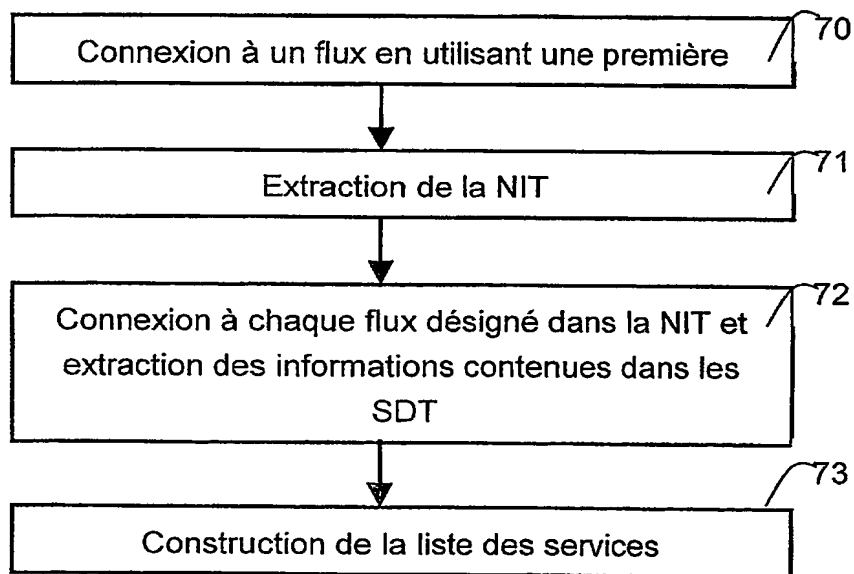 70
Connexion à un flux en utilisant une première
71
Extraction de la NIT
72
Connexion à chaque flux désigné dans la NIT et
extraction des informations contenues dans les
SDT
73
Construction de la liste des services